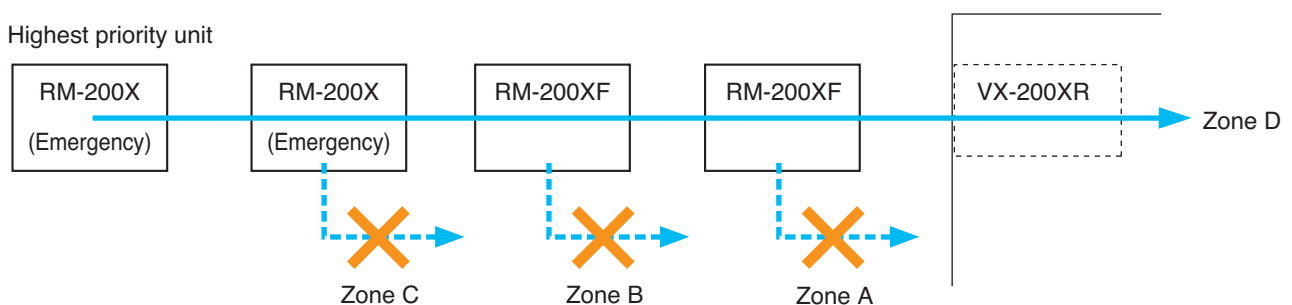 Highest priority unit
RM-200X
(Emergency)
RM-200X
(Emergency)
RM-200XF
RM-200XF
VX-200XR
Zone D
Zone C
Zone B
Zone A